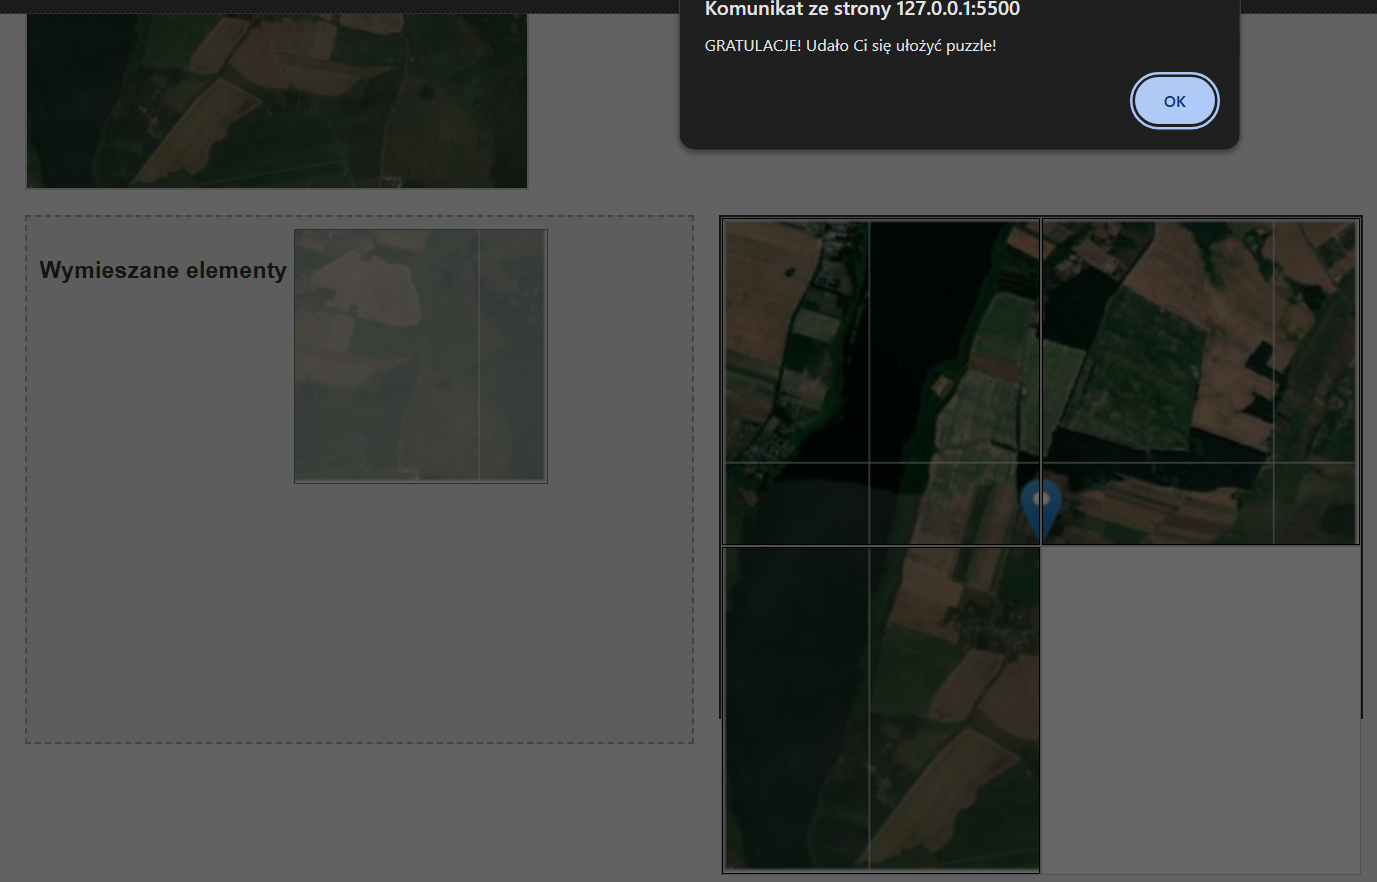 Komunikat ze strony 127.0.0.1:5500
GRATULACJE! Udało Ci się ułożyć puzzle!
OK
Wymieszane elementy